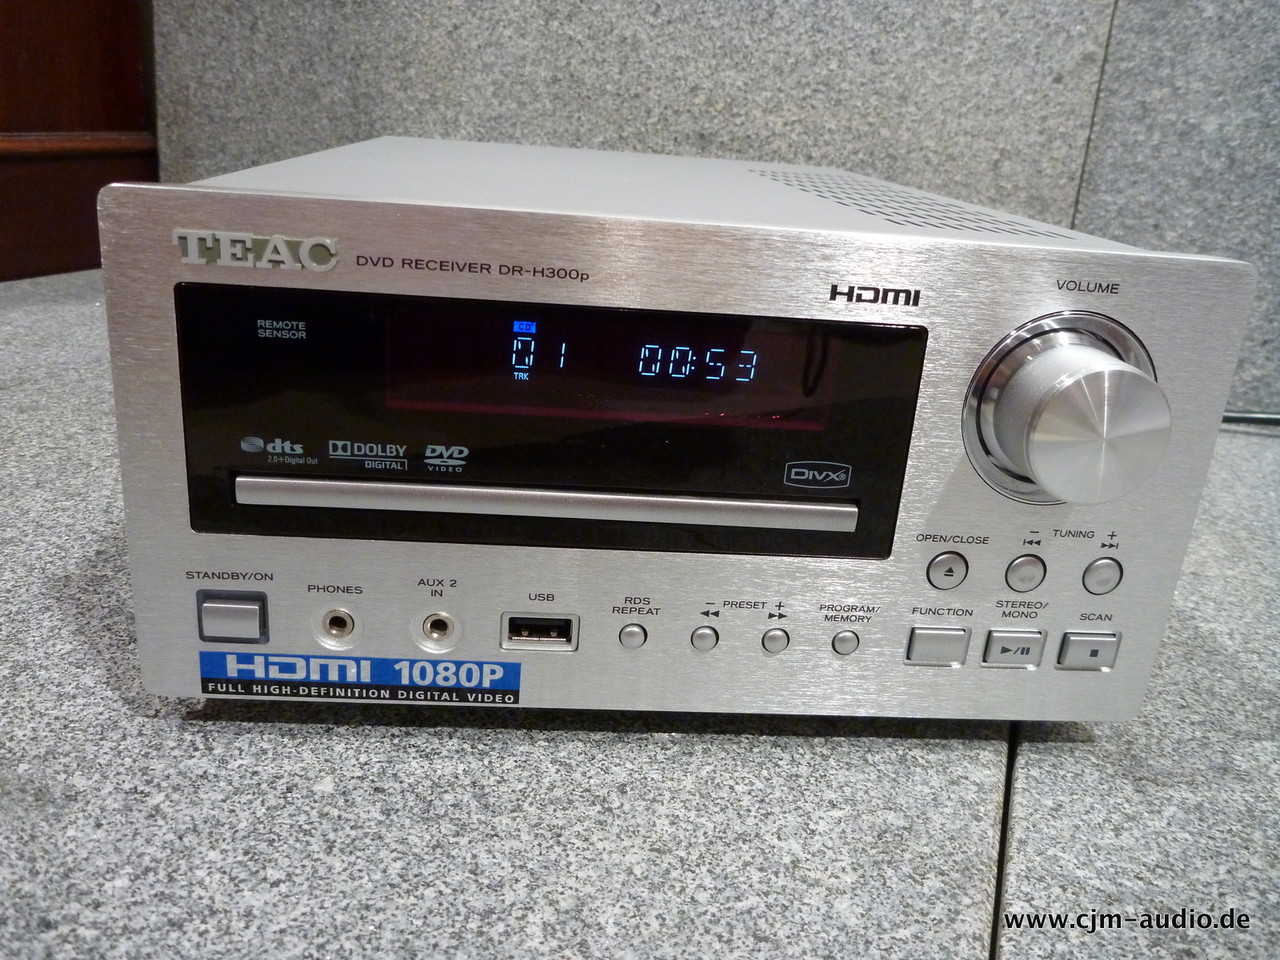 TEAC
DVD RECEIVER DR-H300p
HDMI
VOLUME
REMOTE
SENSOR
CD
01 00:53
TRK
dts
2.0+Digital Out
DOLBY
DIGITAL
DVD
VIDEO
DIVX
OPEN/CLOSE
− TUNING +
STANDBY/ON
PHONES
AUX 2
IN
USB
RDS
REPEAT
− PRESET +
PROGRAM/
MEMORY
FUNCTION
STEREO/
MONO
SCAN
HDMI 1080P
FULL HIGH-DEFINITION DIGITAL VIDEO
www.cjm-audio.de